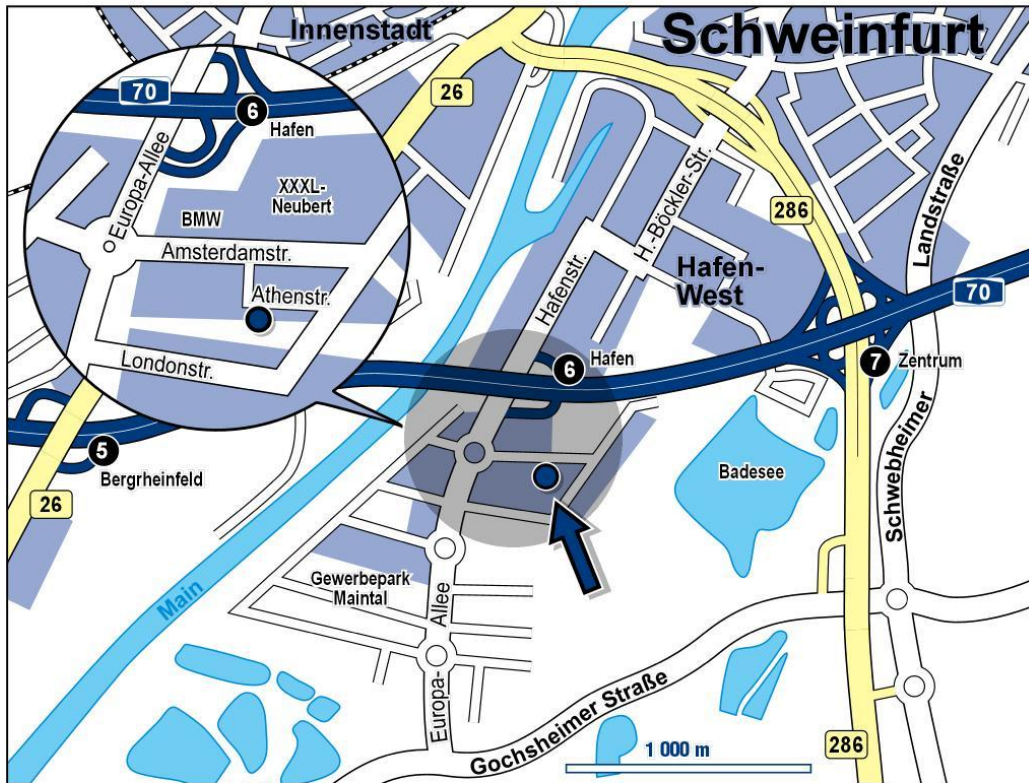 Innenstadt
Schweinfurt
70
6
Hafen
26
Europa-Allee
XXXL-
Neubert
BMW
Amsterdamstr.
Athenstr.
Londonstr.
H.-Böckler-Str.
Hafenstr.
286
Landstraße
Hafen-
West
70
6
Hafen
7
Zentrum
5
Bergrheinfeld
26
Badesee
Schwebheimer
Gewerbepark
Maintal
Main
Allee
Europa-
Gochsheimer Straße
286
1 000 m